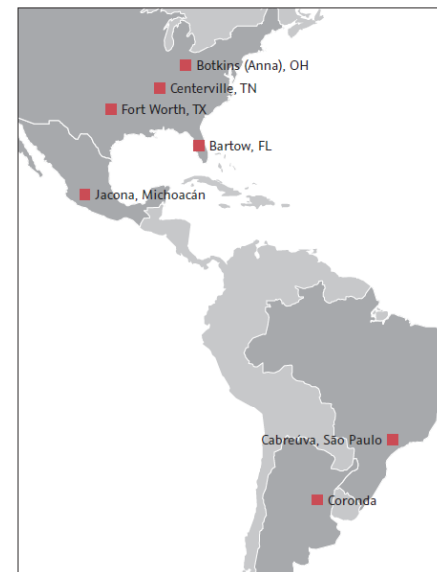 Botkins (Anna), OH
Centerville, TN
Fort Worth, TX
Bartow, FL
Jacona, Michoacán
Cabreúva, São Paulo
Coronda